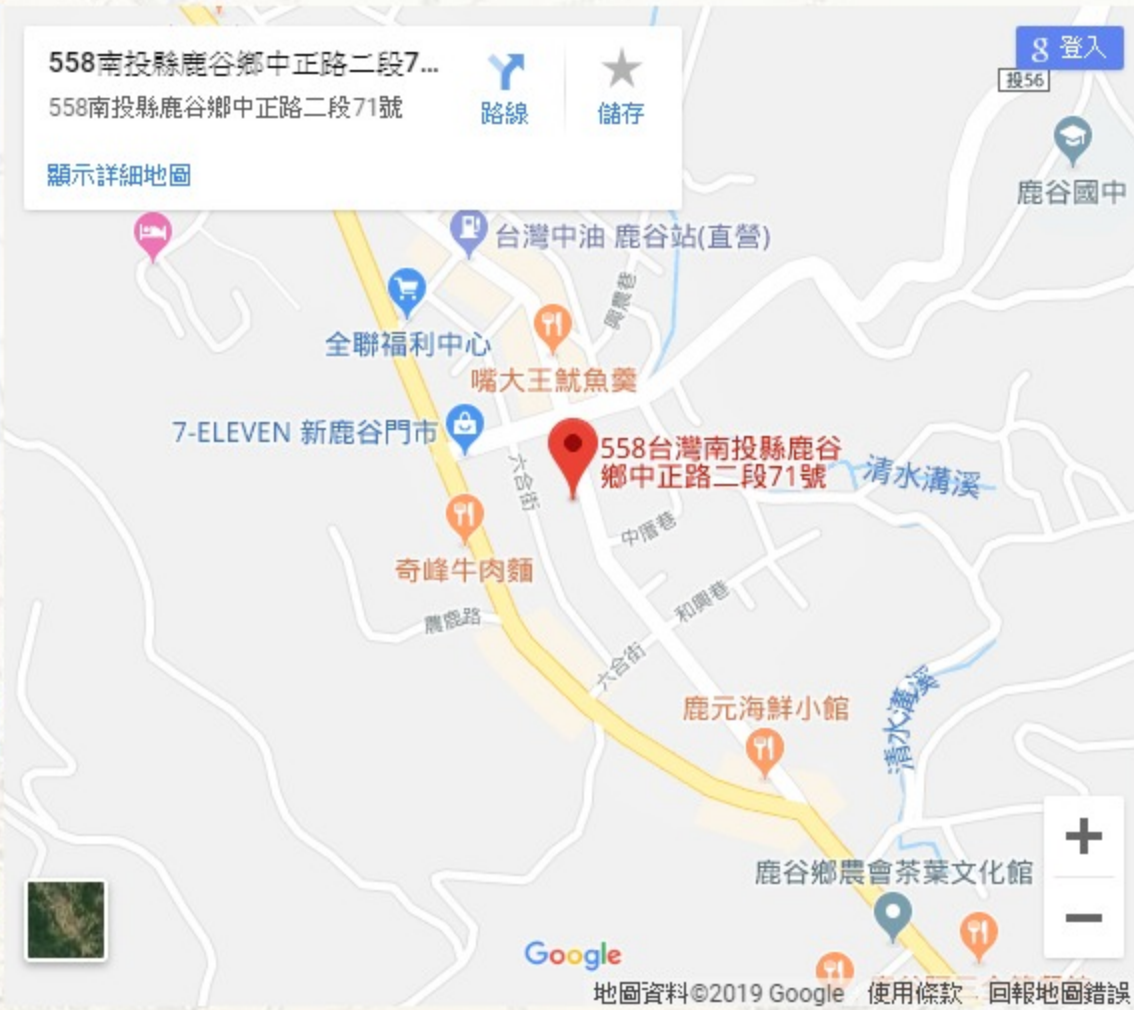 558南投縣鹿谷鄉中正路二段7...
558南投縣鹿谷鄉中正路二段71號
路線
儲存
顯示詳細地圖
g 登入
投56
鹿谷國中
台灣中油 鹿谷站(直營)
興農巷
全聯福利中心
嘴大王魷魚羹
7-ELEVEN 新鹿谷門市
558台灣南投縣鹿谷
鄉中正路二段71號
清水溝溪
六合街
中厝巷
奇峰牛肉麵
和興巷
農鹿路
六合街
清水溝溪
鹿元海鮮小館
鹿谷鄉農會茶葉文化館
Google
地圖資料©2019 Google
使用條款
回報地圖錯誤